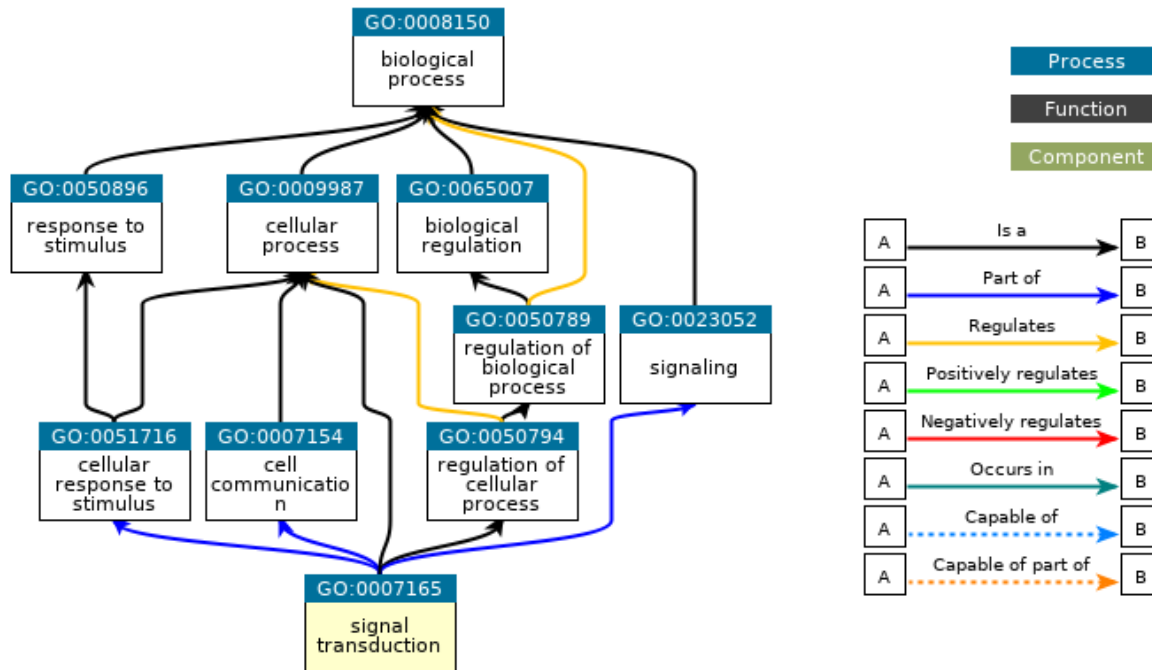 GO:0008150
biological
process
Process
Function
Component
GO:0050896
response to
stimulus
GO:0009987
cellular
process
GO:0065007
biological
regulation
GO:0050789
regulation of
biological
process
GO:0023052
signaling
GO:0051716
cellular
response to
stimulus
GO:0007154
cell
communicatio
n
GO:0050794
regulation of
cellular
process
GO:0007165
signal
transduction
A Is a B
A Part of B
A Regulates B
A Positively regulates B
A Negatively regulates B
A Occurs in B
A Capable of B
A Capable of part of B